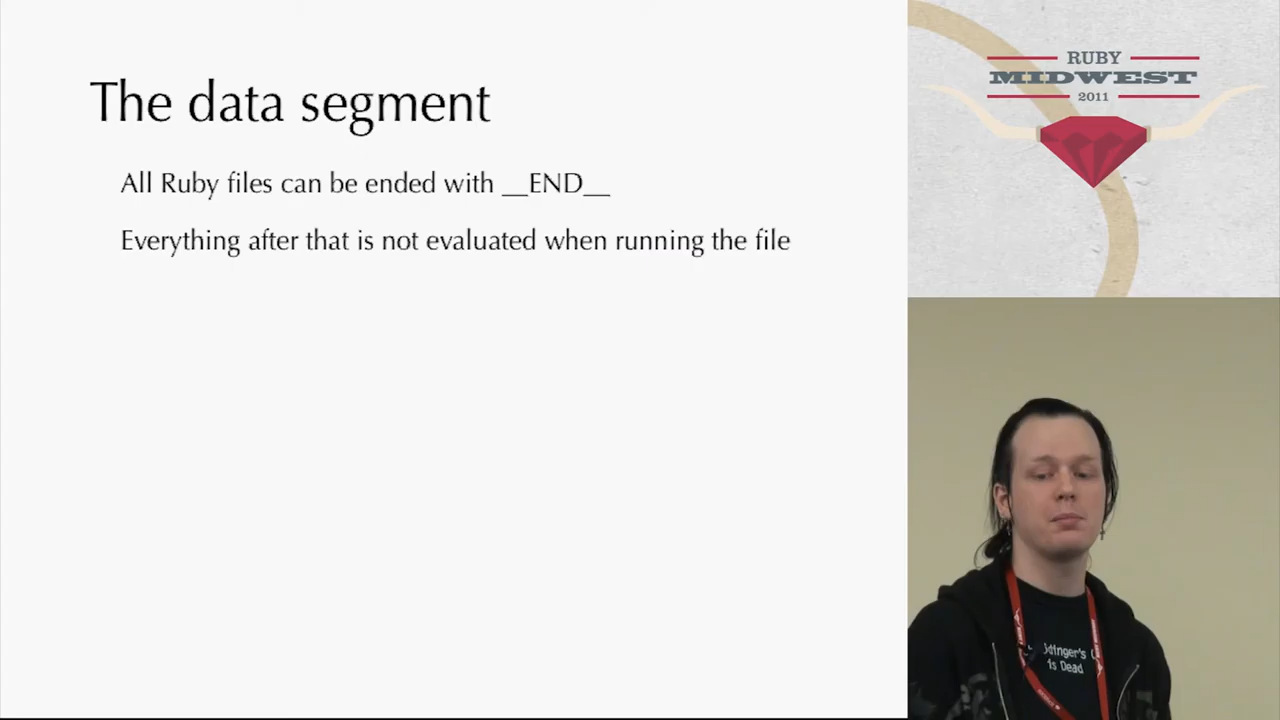 The data segment
All Ruby files can be ended with __END__
Everything after that is not evaluated when running the file
RUBY
MIDWEST
2011
is Dead